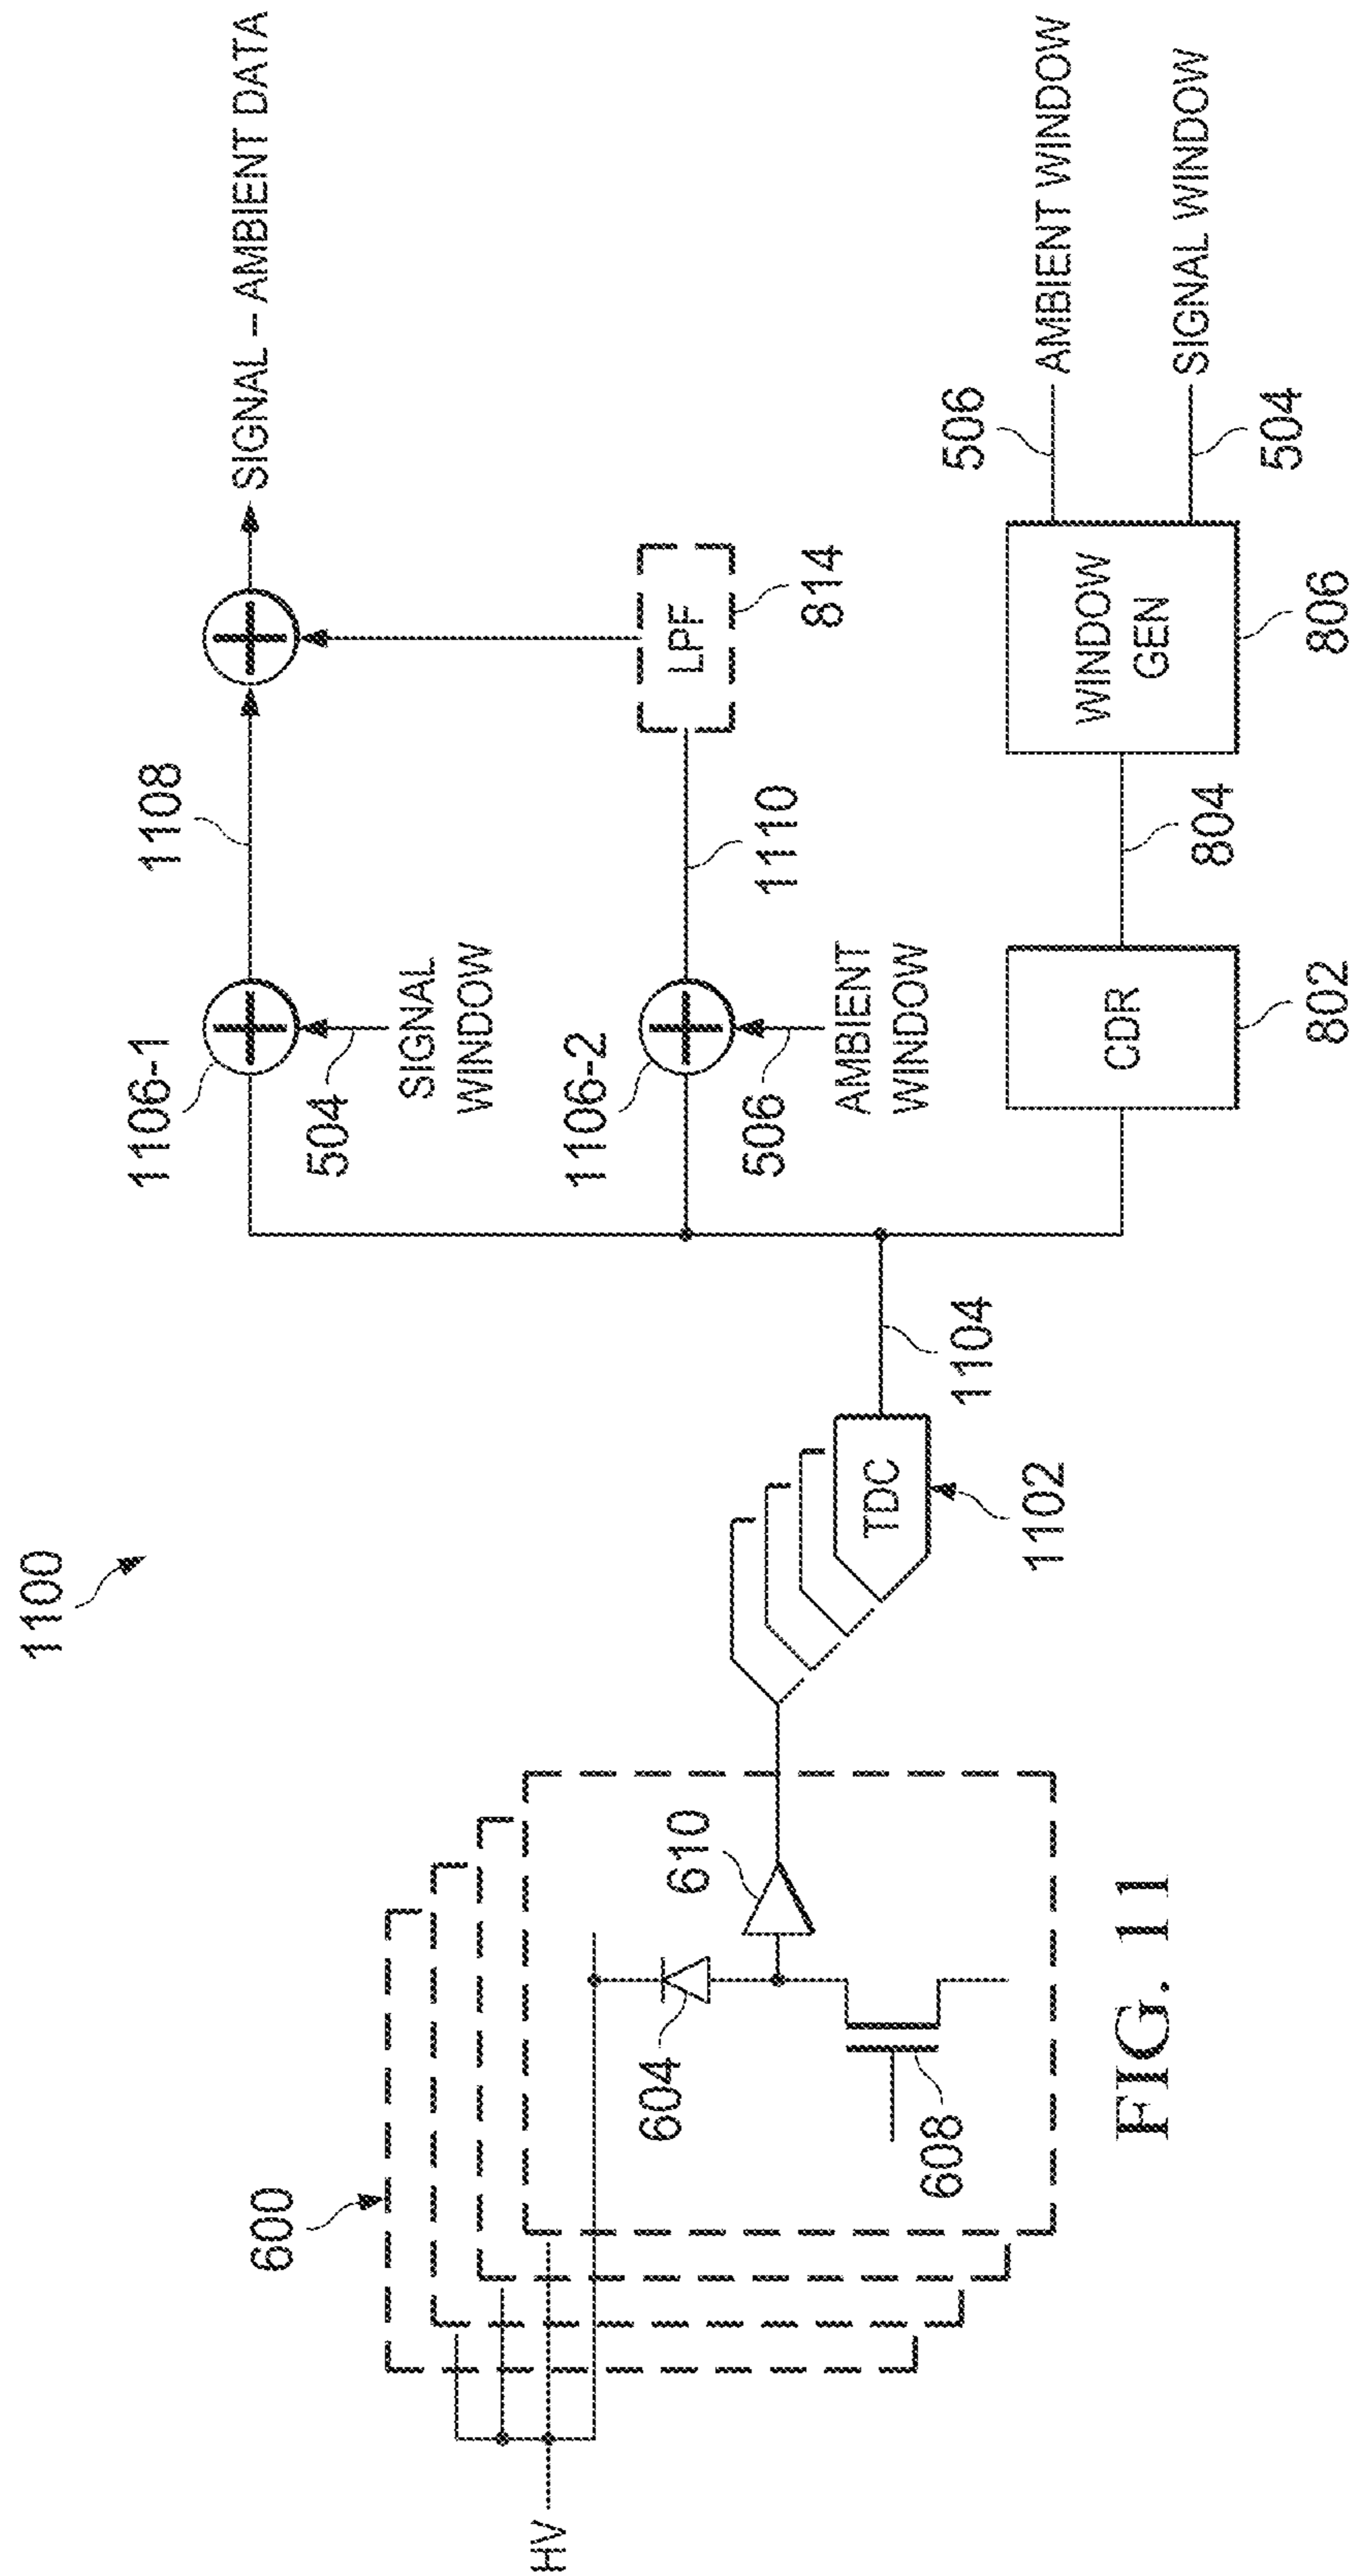 1100
HV
600
604
608
610
TDC
1102
1104
1106-1
504
SIGNAL
WINDOW
1108
SIGNAL – AMBIENT DATA
1106-2
506
AMBIENT
WINDOW
1110
LPF
814
CDR
802
804
WINDOW
GEN
806
506
AMBIENT WINDOW
504
SIGNAL WINDOW
FIG. 11